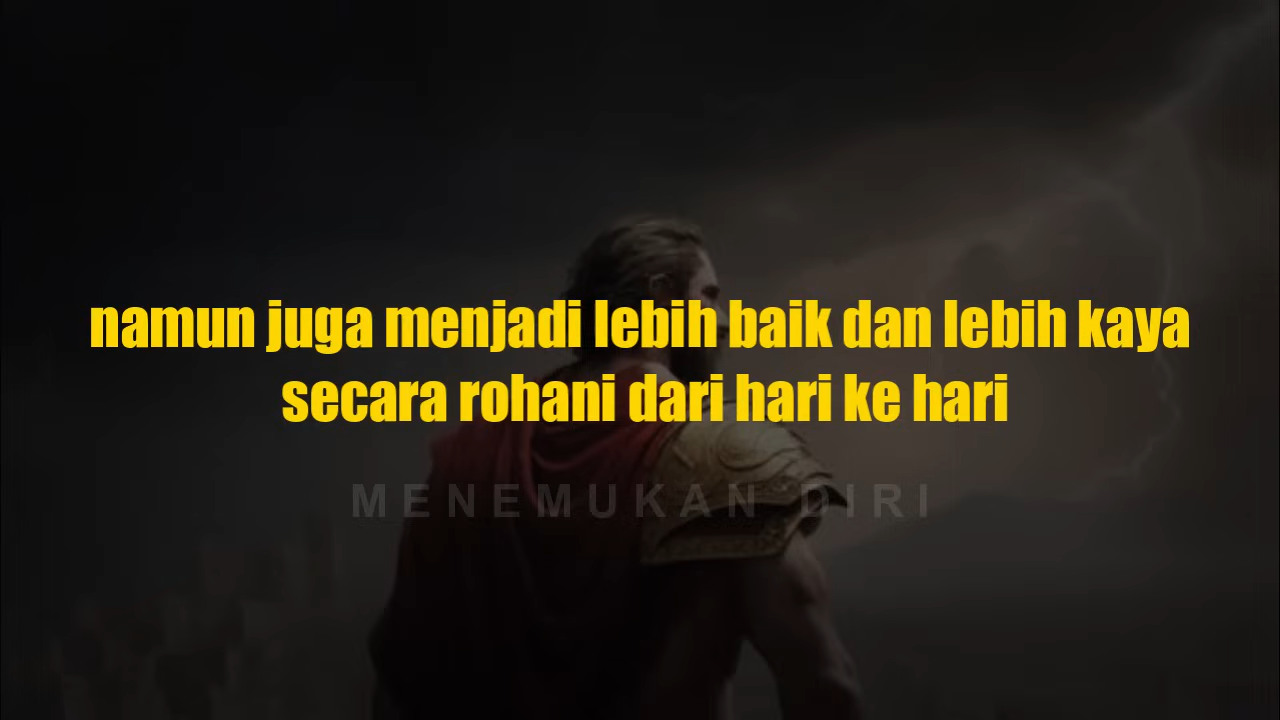 namun juga menjadi lebih baik dan lebih kaya
secara rohani dari hari ke hari
MENEMUKAN DIRI